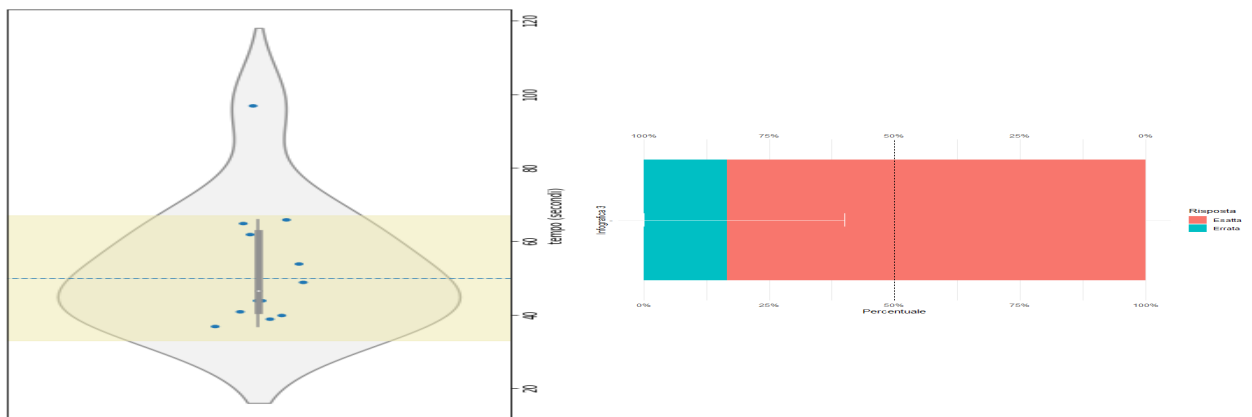 120
100
80
60
40
20
tempo (secondi)
100% 75% 50% 25% 0%
Infografica 3
0% 25% 50% 75% 100%
Percentuale
Risposta
Esatta
Errata